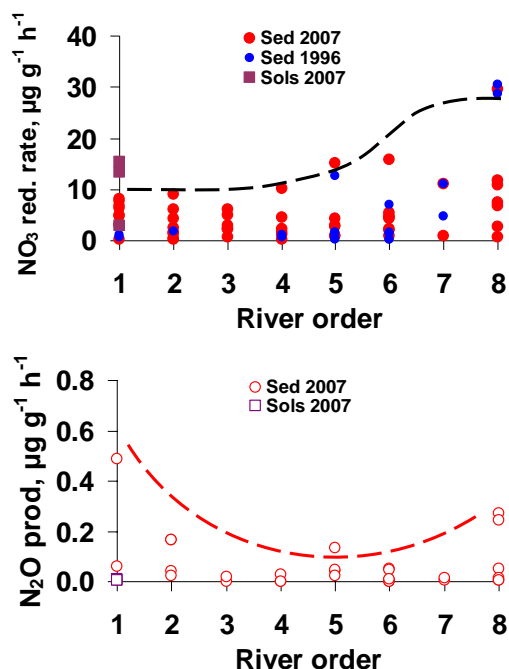 NO₃ red. rate, µg g⁻¹ h⁻¹
50
40
30
20
10
0
Sed 2007
Sed 1996
Sols 2007
1 2 3 4 5 6 7 8
River order
N₂O prod, µg g⁻¹ h⁻¹
0.8
0.6
0.4
0.2
0.0
Sed 2007
Sols 2007
1 2 3 4 5 6 7 8
River order